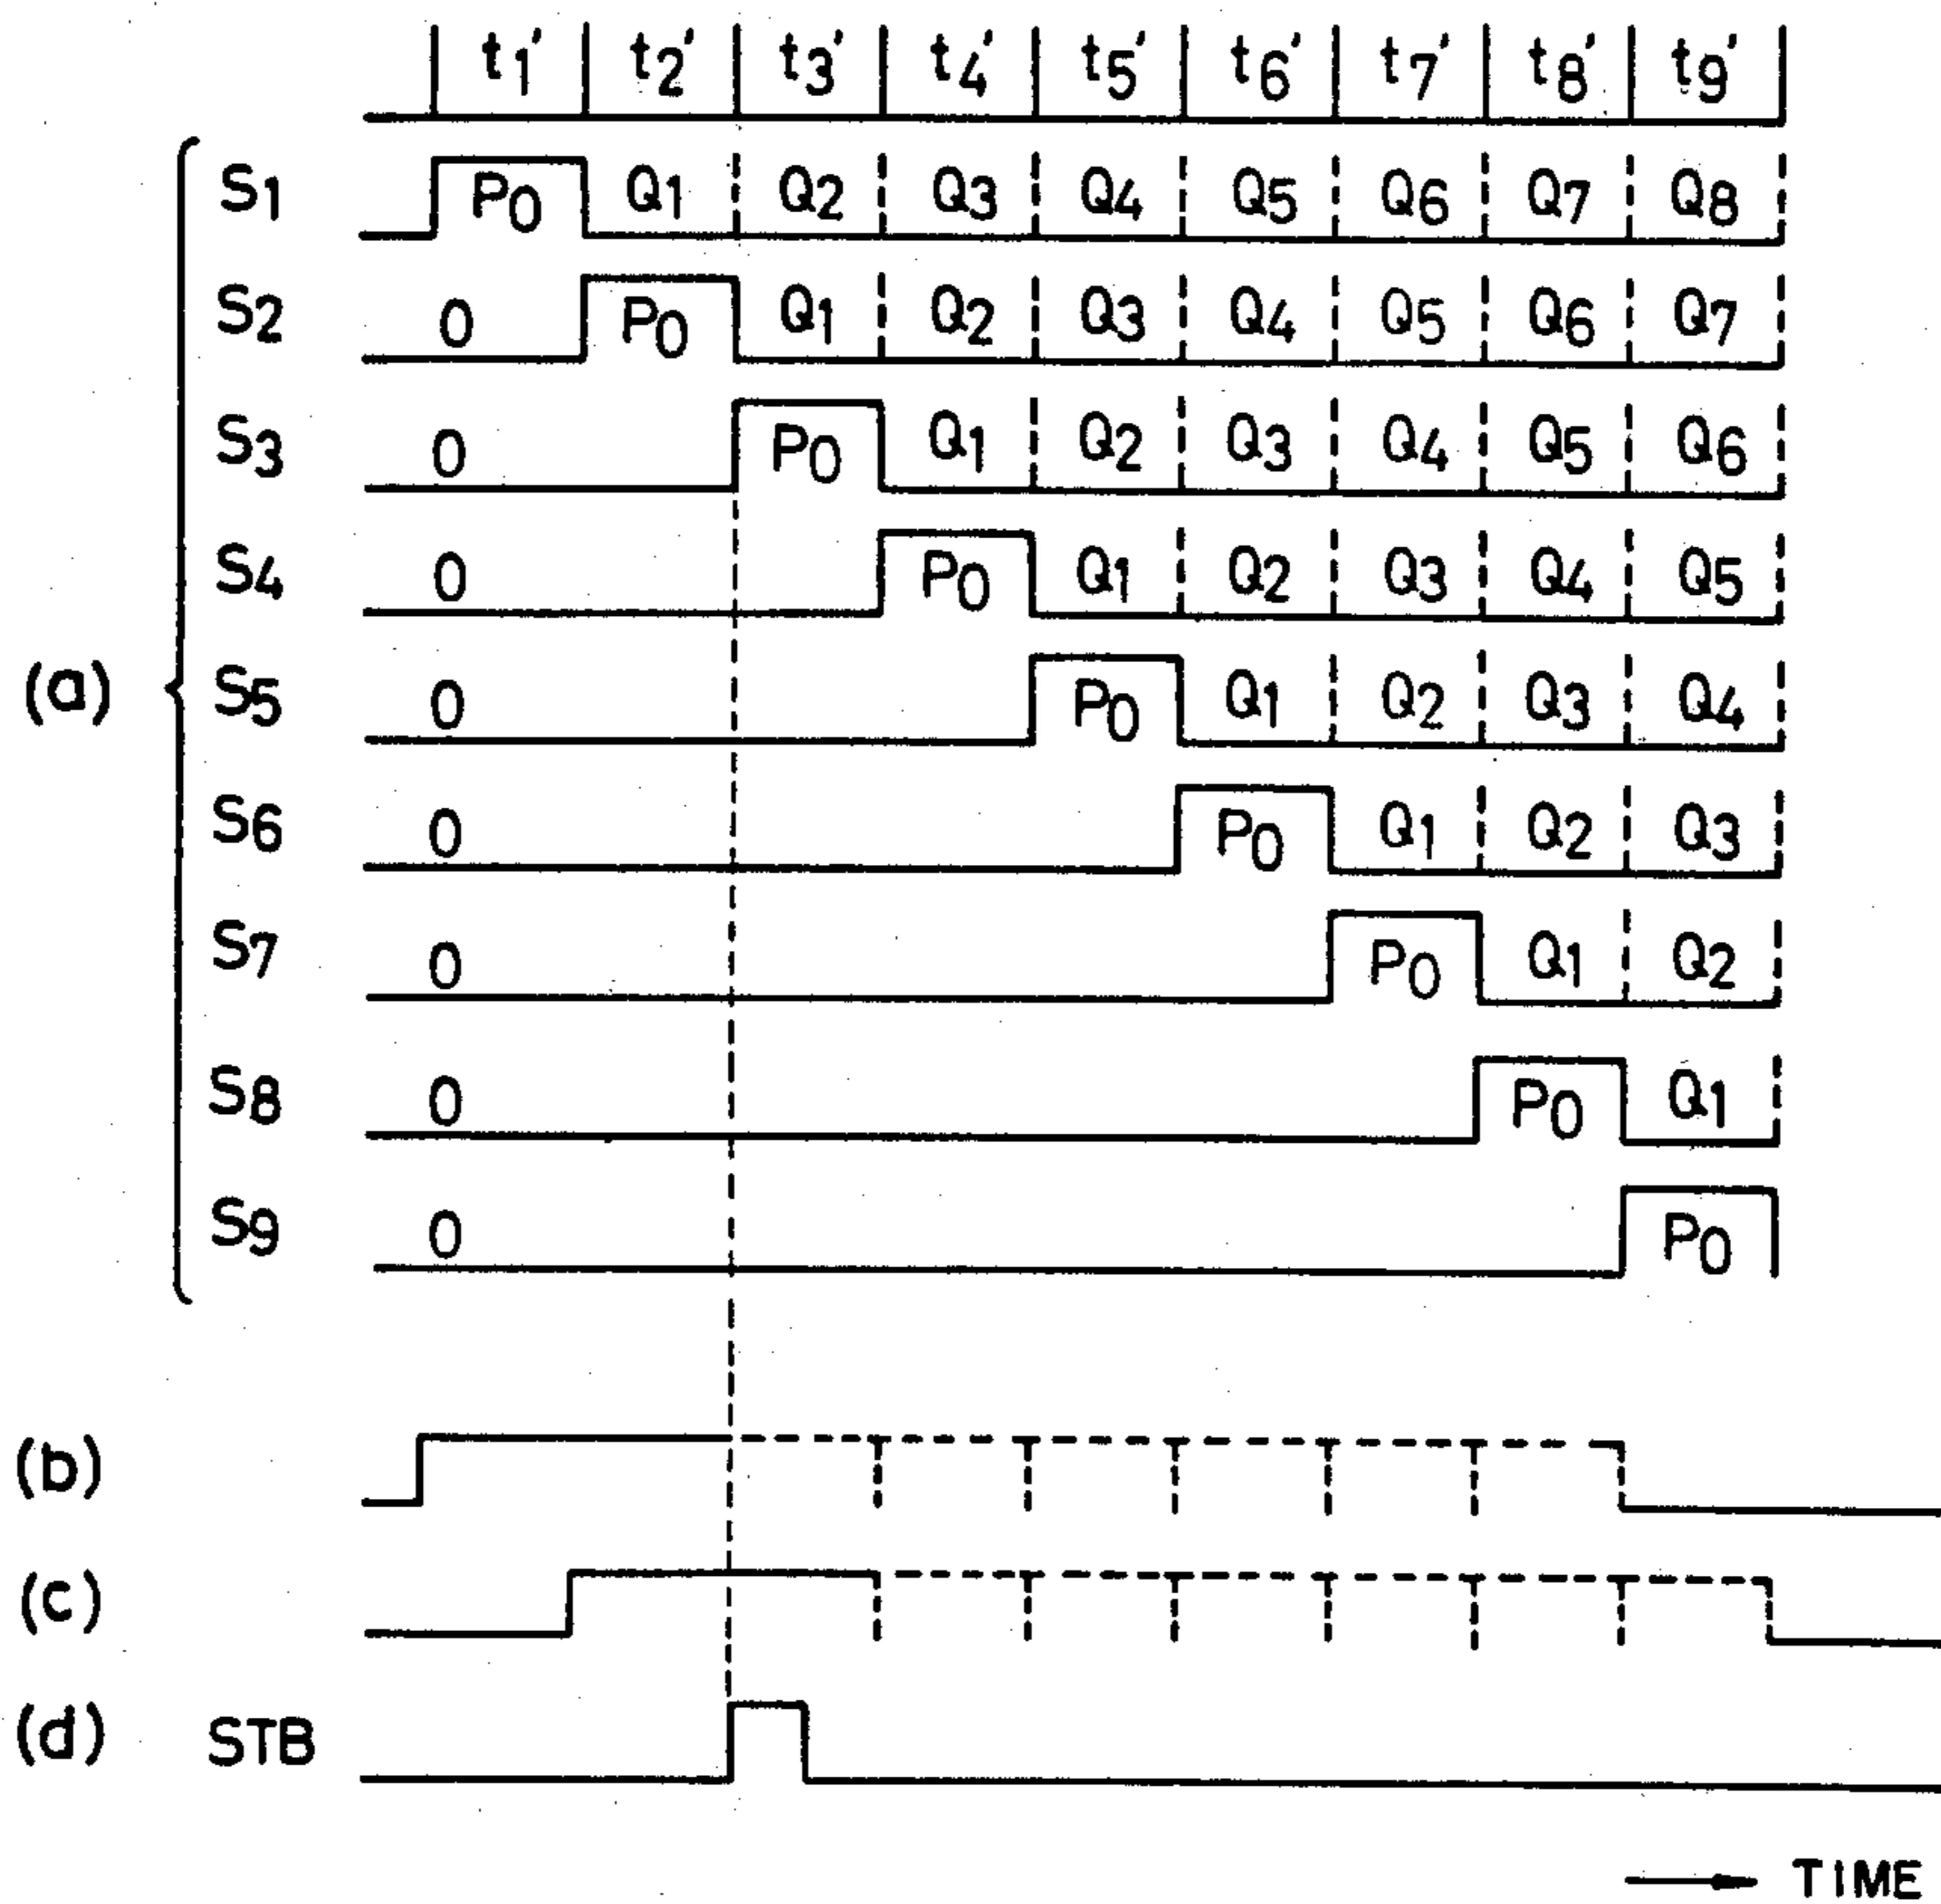 t1' t2' t3' t4' t5' t6' t7' t8' t9'
S1 P0 Q1 Q2 Q3 Q4 Q5 Q6 Q7 Q8
S2 0 P0 Q1 Q2 Q3 Q4 Q5 Q6 Q7
S3 0 P0 Q1 Q2 Q3 Q4 Q5 Q6
S4 0 P0 Q1 Q2 Q3 Q4 Q5
(a) S5 0 P0 Q1 Q2 Q3 Q4
S6 0 P0 Q1 Q2 Q3
S7 0 P0 Q1 Q2
S8 0 P0 Q1
S9 0 P0
(b)
(c)
(d) STB
TIME